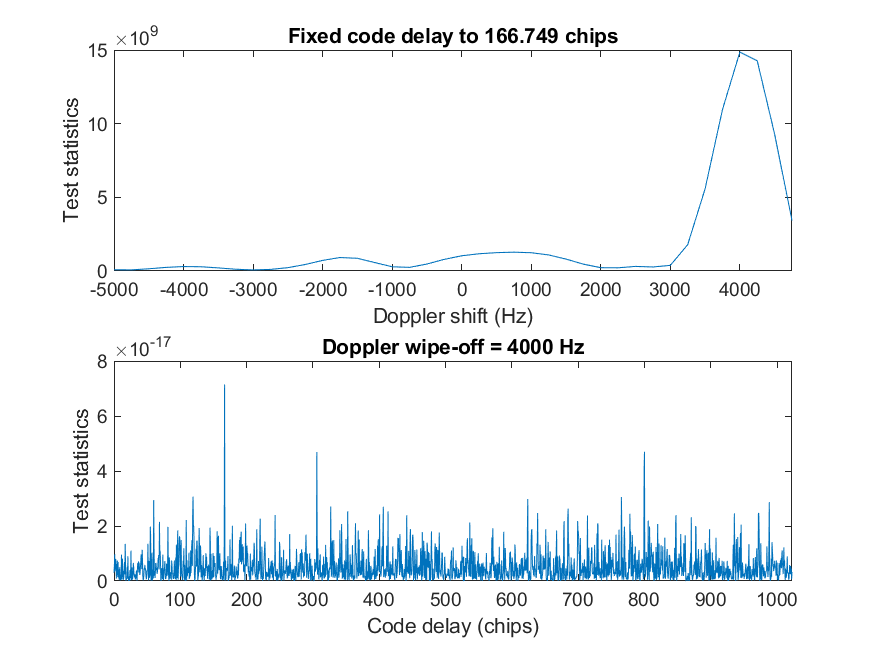 ×10^9
Fixed code delay to 166.749 chips
15
10
5
0
Test statistics
-5000 -4000 -3000 -2000 -1000 0 1000 2000 3000 4000
Doppler shift (Hz)
×10^-17
Doppler wipe-off = 4000 Hz
8
6
4
2
0
Test statistics
0 100 200 300 400 500 600 700 800 900 1000
Code delay (chips)